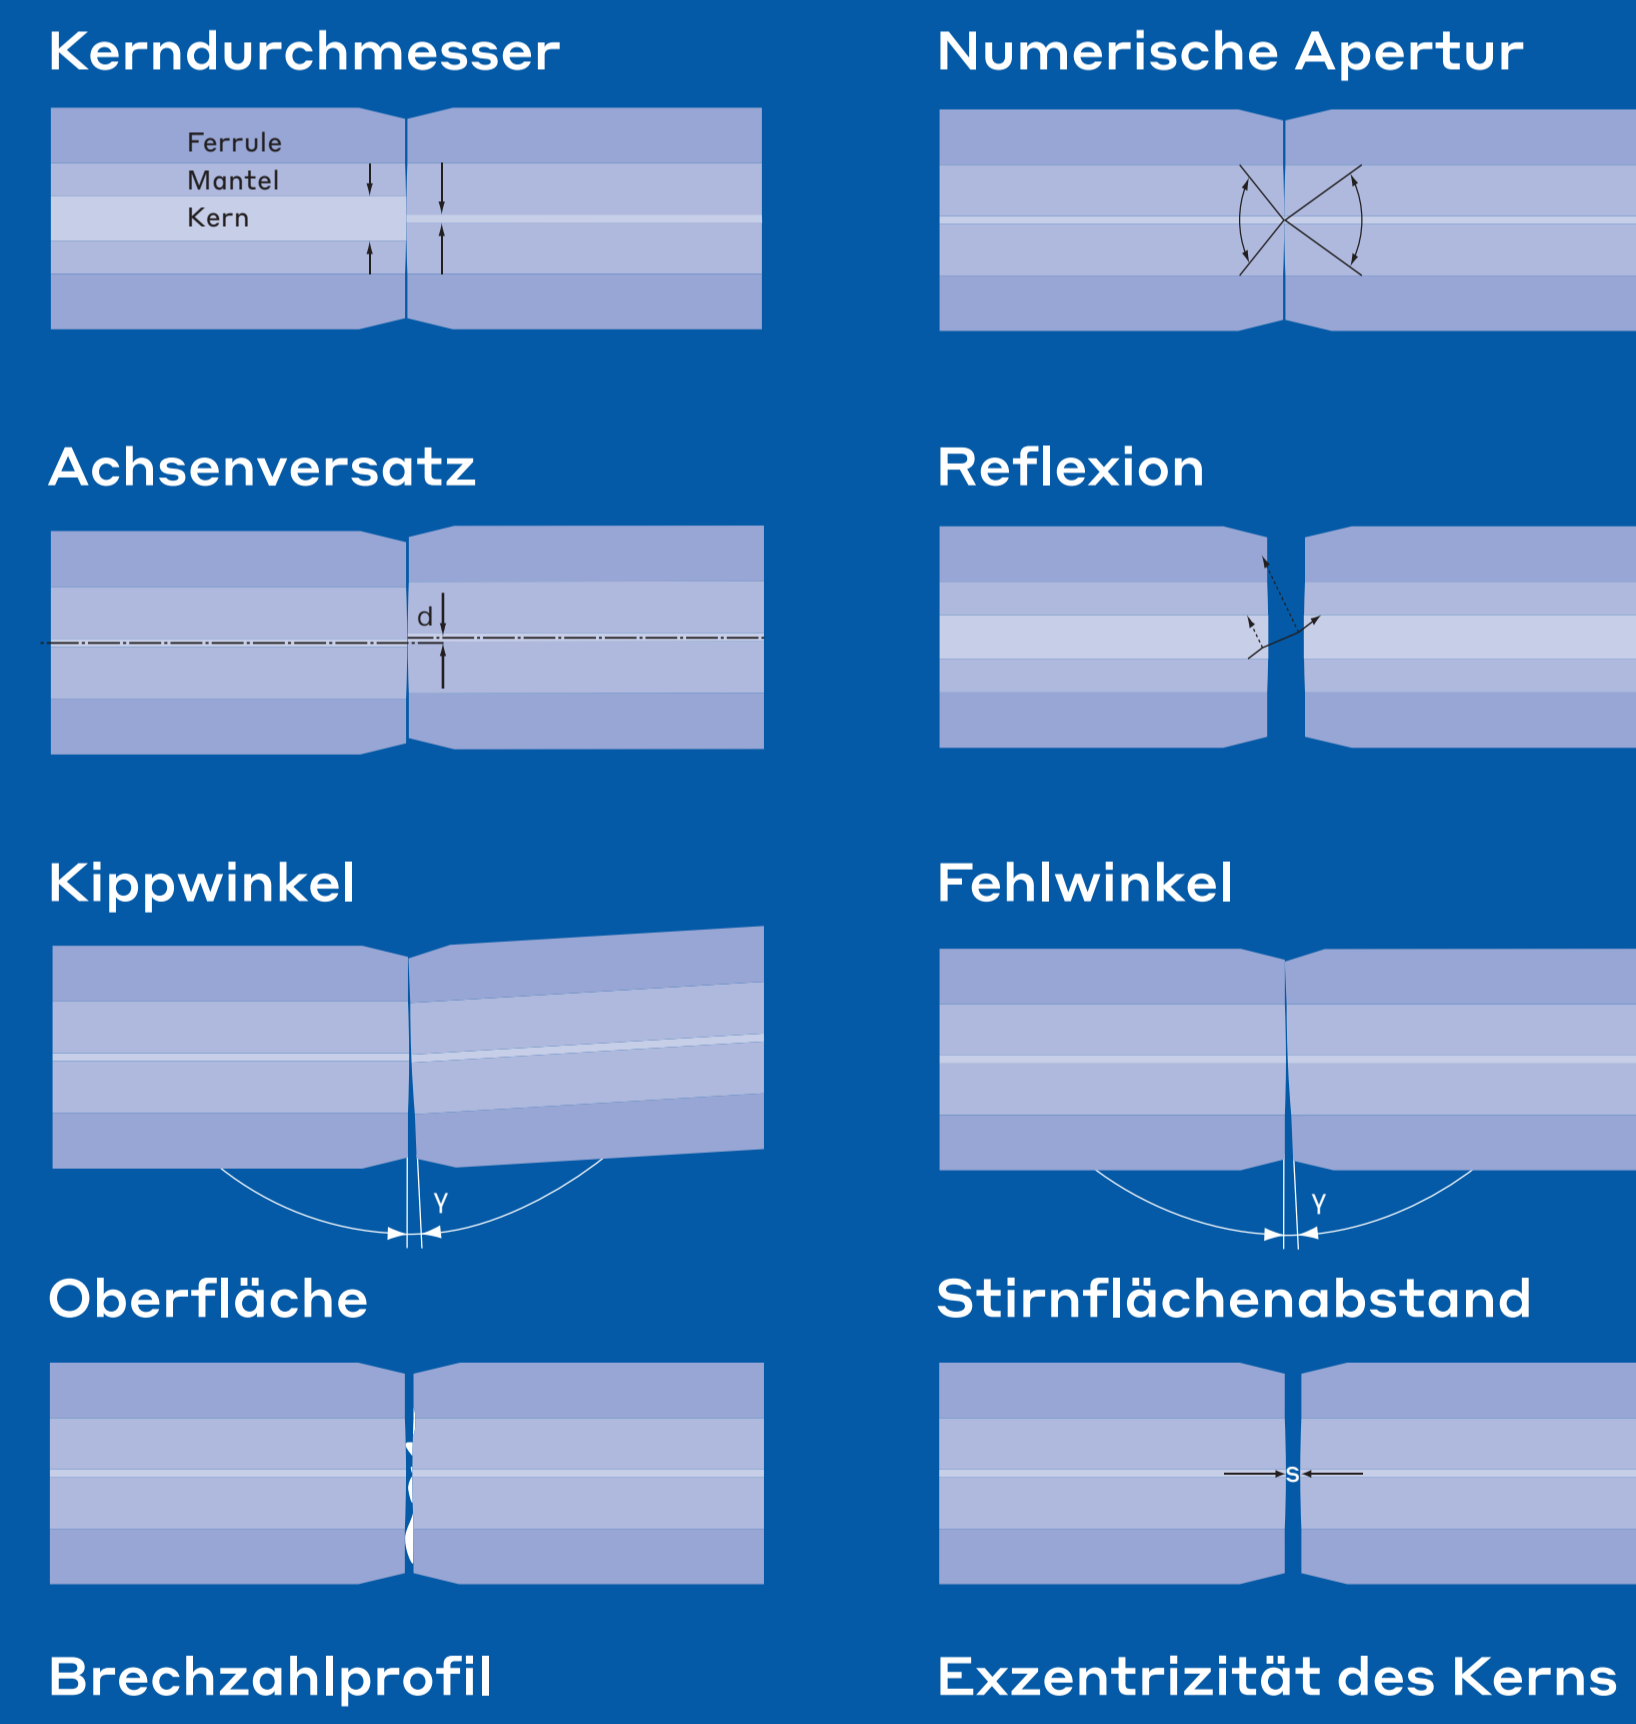 Kerndurchmesser
Numerische Apertur
Ferrule
Mantel
Kern
Achsenversatz
Reflexion
d
Kippwinkel
Fehlwinkel
γ
γ
Oberfläche
Stirnflächenabstand
s
Brechzahlprofil
Exzentrizität des Kerns